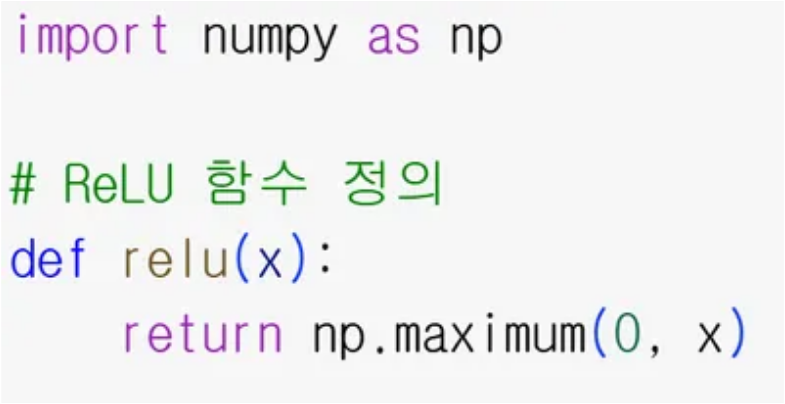 import numpy as np
# ReLU 함수 정의
def relu(x):
    return np.maximum(0, x)